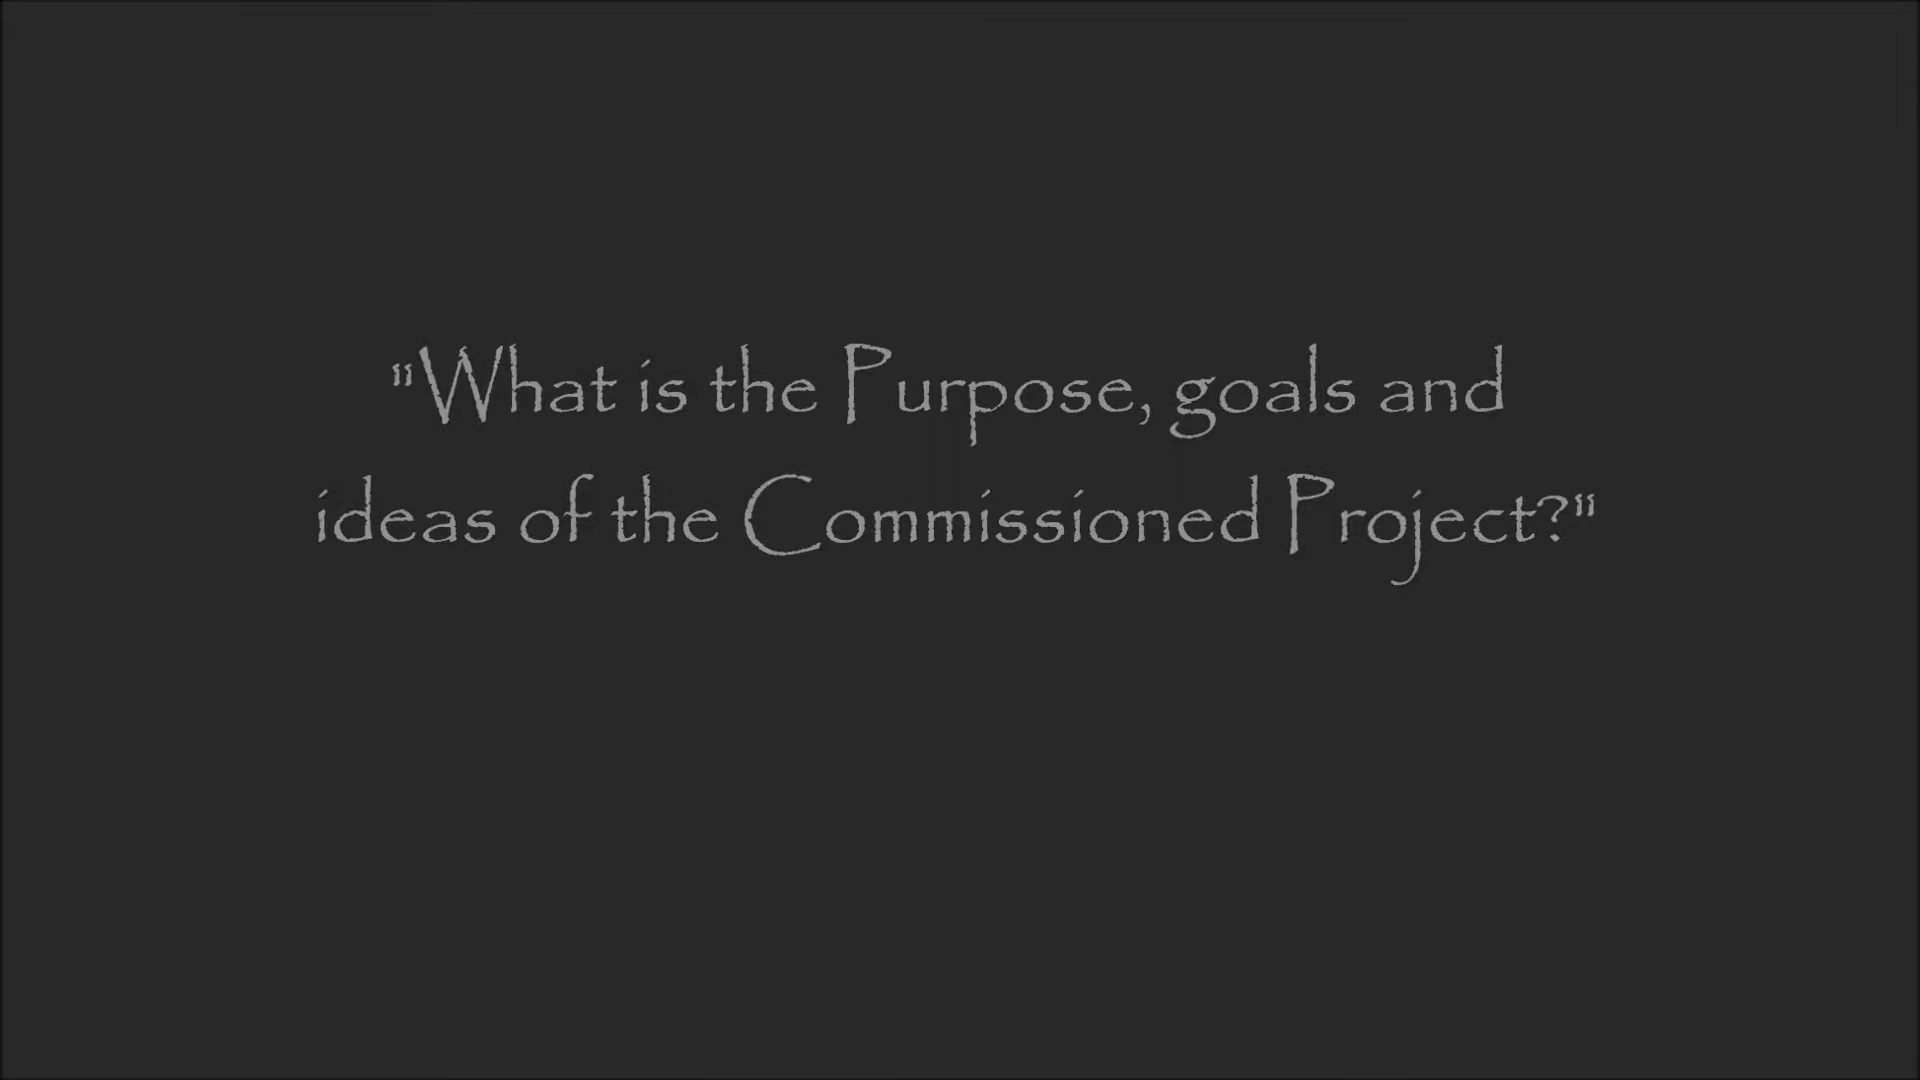 "What is the Purpose, goals and
ideas of the Commissioned Project?"